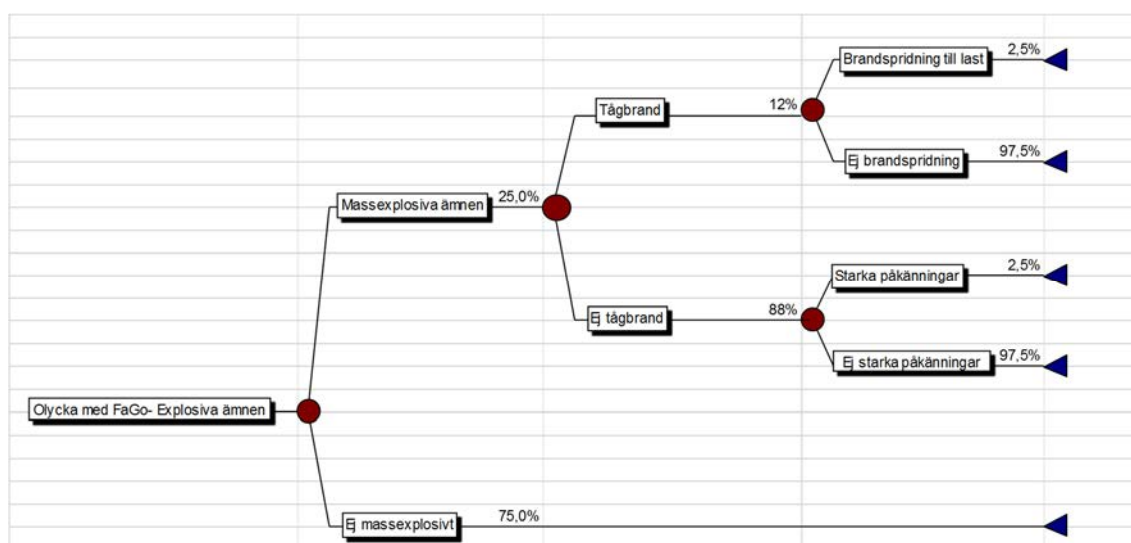 Brandspridning till last 2,5%
Tågbrand 12%
Ej brandspridning 97,5%
Massexplosiva ämnen 25,0%
Starka påkänningar 2,5%
Ej tågbrand 88%
Ej starka påkänningar 97,5%
Olycka med FaGo- Explosiva ämnen
Ej massexplosivt 75,0%